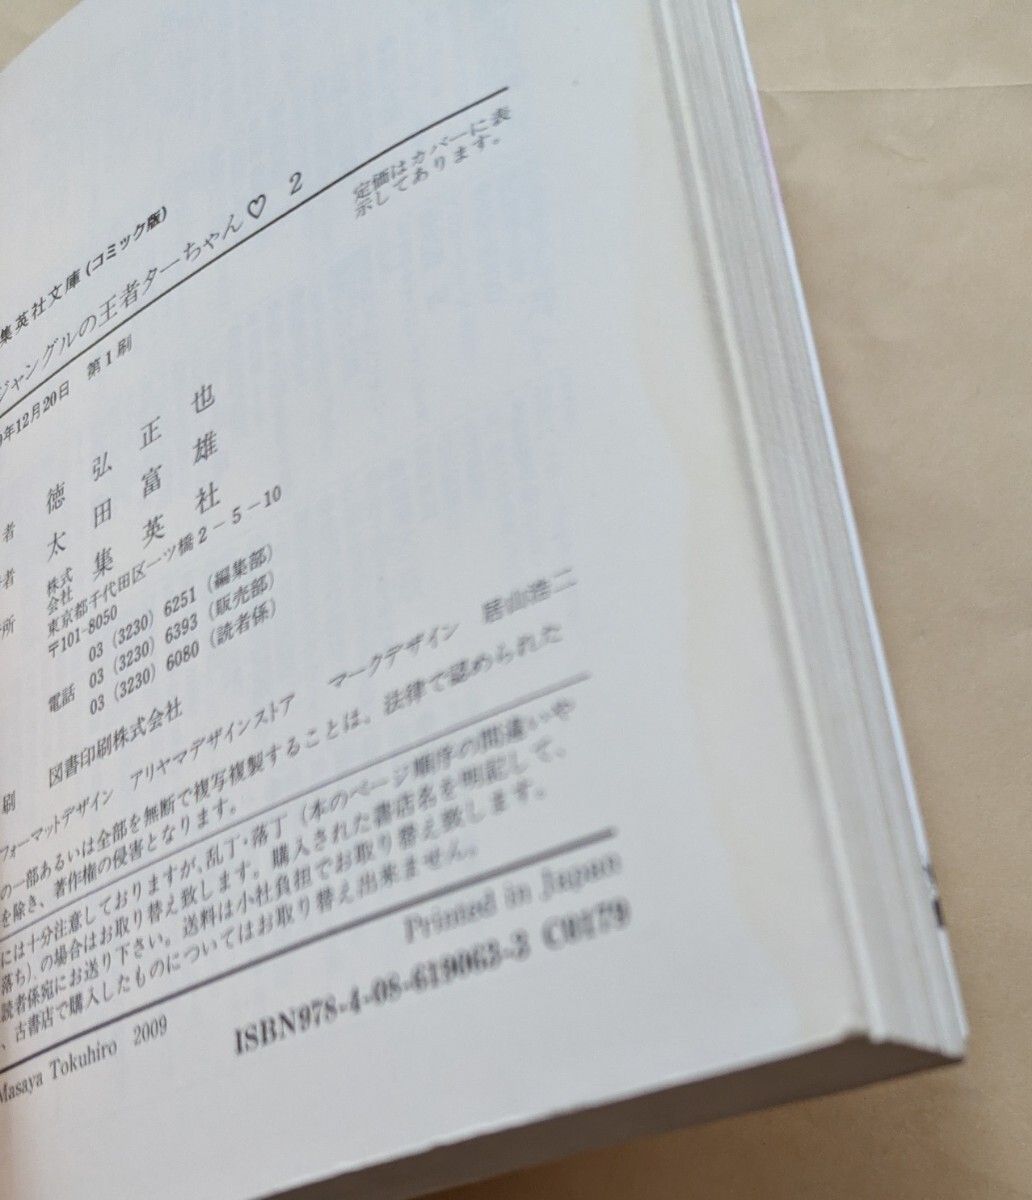 集英社文庫(コミック版)
ジャングルの王者ターちゃん♡ 2
定価はカバーに表
示してあります。
年12月20日 第1刷
者 徳弘正也
者 太田富雄
所 株式会社 集英社
東京都千代田区一ツ橋2-5-10
〒101-8050
電話 03 (3230) 6251 (編集部)
03 (3230) 6393 (販売部)
03 (3230) 6080 (読者係)
刷 図書印刷株式会社
フォーマットデザイン アリヤマデザインストア マークデザイン 居山浩二
の一部あるいは全部を無断で複写複製することは、法律で認められた
を除き、著作権の侵害となります。
には十分注意しておりますが、乱丁・落丁(本のページ順序の間違いや
落ち)の場合はお取り替え致します。購入された書店名を明記して、
読者係宛にお送り下さい。送料は小社負担でお取り替え致します。
、古書店で購入したものについてはお取り替え出来ません。
Masaya Tokuhiro 2009
Printed in Japan
ISBN978-4-08-619063-3 C0179